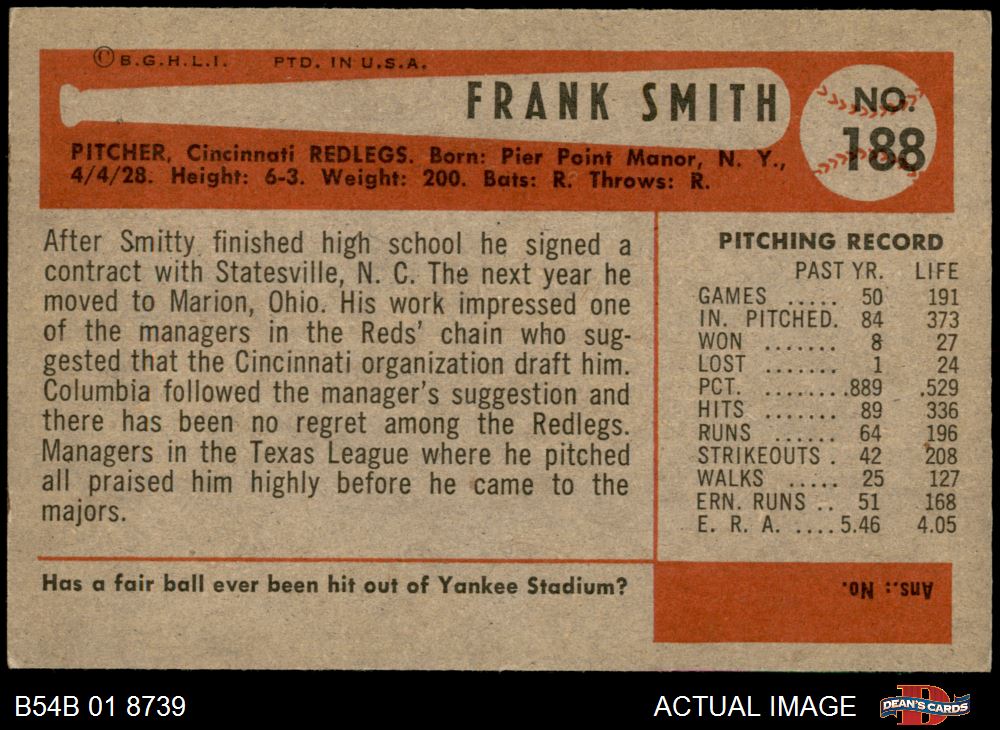 ©B.G.H.L.I. PTD. IN U.S.A.
FRANK SMITH
NO.
188
PITCHER, Cincinnati REDLEGS. Born: Pier Point Manor, N. Y.,
4/4/28. Height: 6-3. Weight: 200. Bats: R. Throws: R.
After Smitty finished high school he signed a
contract with Statesville, N. C. The next year he
moved to Marion, Ohio. His work impressed one
of the managers in the Reds' chain who sug-
gested that the Cincinnati organization draft him.
Columbia followed the manager's suggestion and
there has been no regret among the Redlegs.
Managers in the Texas League where he pitched
all praised him highly before he came to the
majors.
PITCHING RECORD
PAST YR. LIFE
GAMES ..... 50 191
IN. PITCHED. 84 373
WON ....... 8 27
LOST ....... 1 24
PCT. ........ .889 .529
HITS ....... 89 336
RUNS ...... 64 196
STRIKEOUTS . 42 208
WALKS ..... 25 127
ERN. RUNS .. 51 168
E. R. A. .... 5.46 4.05
Has a fair ball ever been hit out of Yankee Stadium?
Ans.: No.
B54B 01 8739
ACTUAL IMAGE
D
DEAN'S CARDS